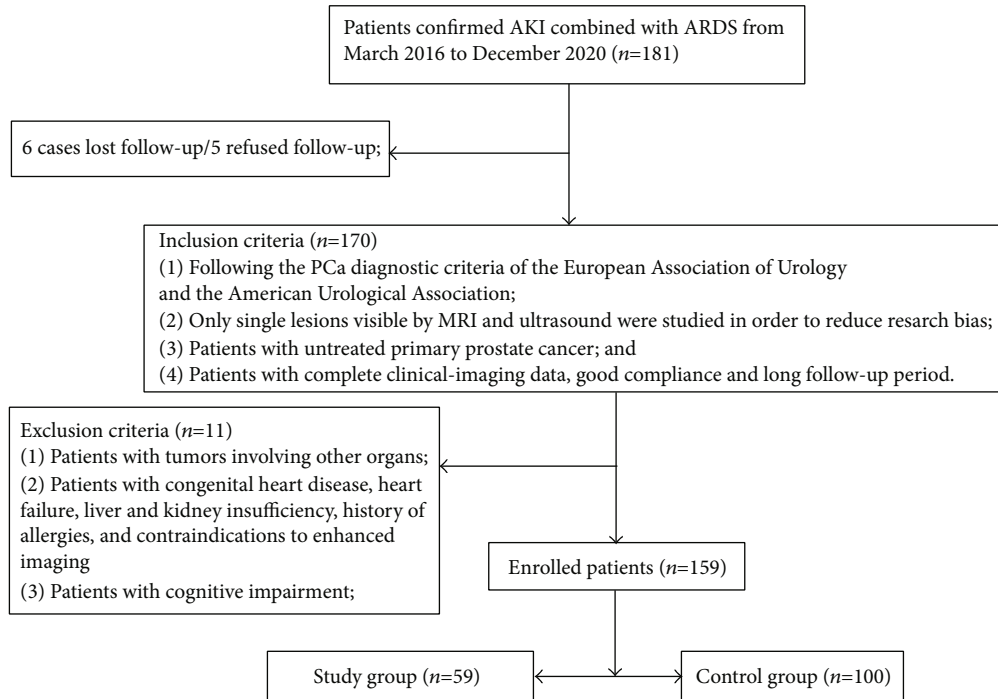 Patients confirmed AKI combined with ARDS from
March 2016 to December 2020 (n=181)
6 cases lost follow-up/5 refused follow-up;
Inclusion criteria (n=170)
(1) Following the PCa diagnostic criteria of the European Association of Urology
and the American Urological Association;
(2) Only single lesions visible by MRI and ultrasound were studied in order to reduce resarch bias;
(3) Patients with untreated primary prostate cancer; and
(4) Patients with complete clinical-imaging data, good compliance and long follow-up period.
Exclusion criteria (n=11)
(1) Patients with tumors involving other organs;
(2) Patients with congenital heart disease, heart
failure, liver and kidney insufficiency, history of
allergies, and contraindications to enhanced
imaging
(3) Patients with cognitive impairment;
Enrolled patients (n=159)
Study group (n=59)
Control group (n=100)